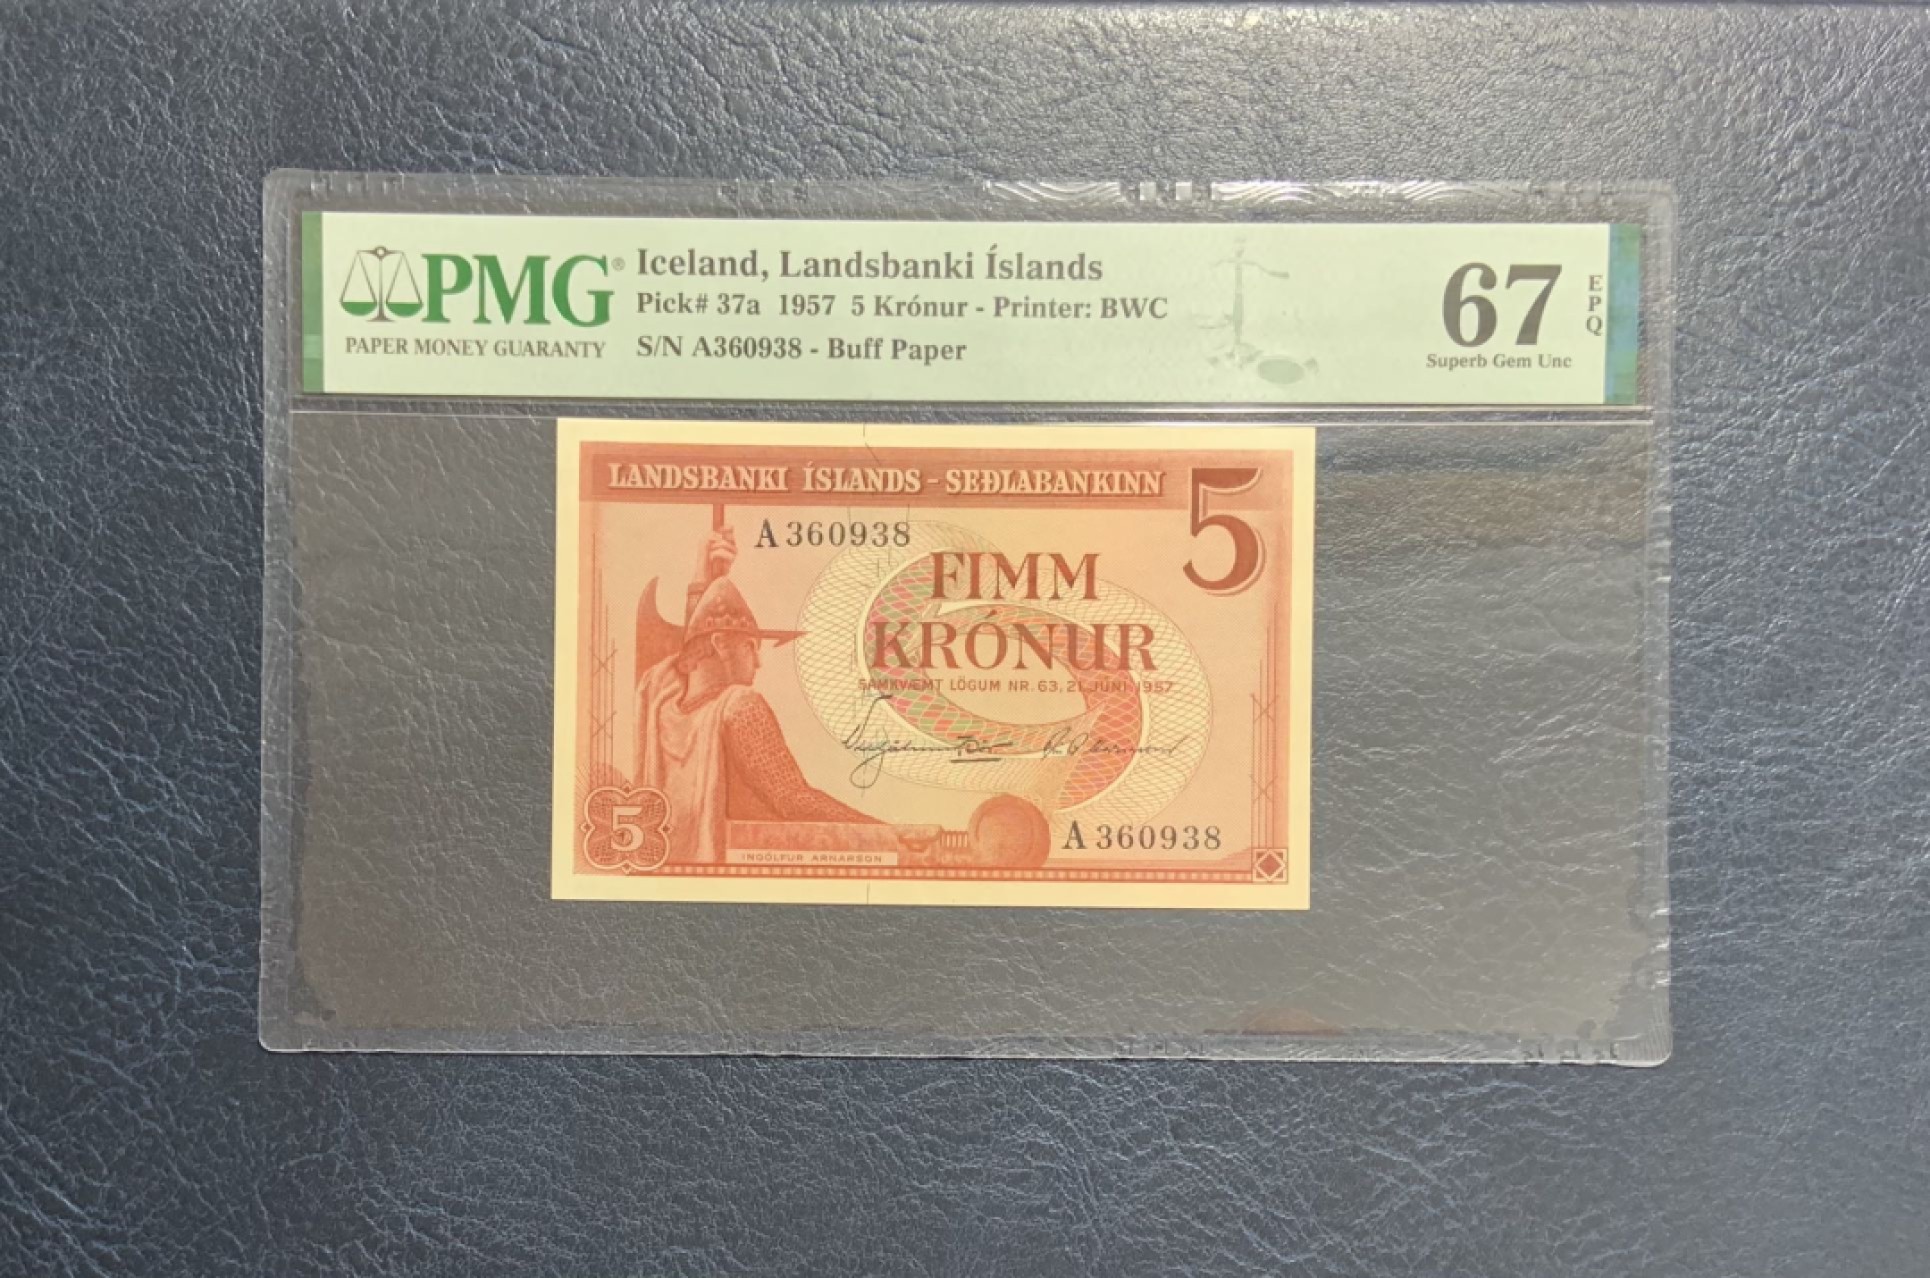 PMG®
PAPER MONEY GUARANTY
Iceland, Landsbanki Íslands
Pick# 37a 1957 5 Krónur - Printer: BWC
S/N A360938 - Buff Paper
67
EPQ
Superb Gem Unc
LANDSBANKI ÍSLANDS - SEÐLABANKINN
5
A 360938
FIMM
KRÓNUR
SAMKVÆMT LÖGUM NR. 63, 21. JÚNÍ 1957
A 360938
5
INGÓLFUR ARNARSON